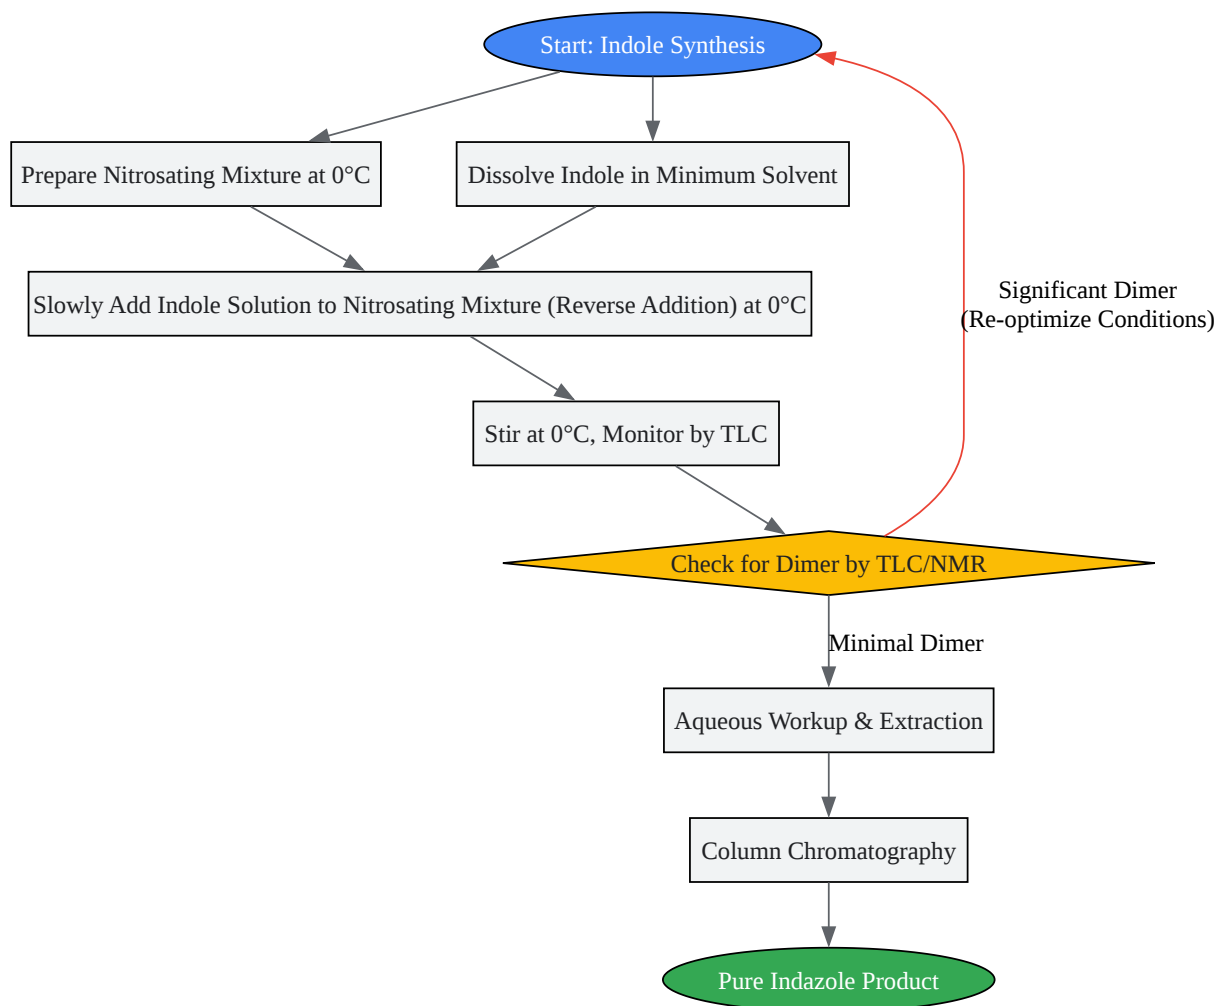 Start: Indole Synthesis
Prepare Nitrosating Mixture at 0°C
Dissolve Indole in Minimum Solvent
Slowly Add Indole Solution to Nitrosating Mixture (Reverse Addition) at 0°C
Significant Dimer
(Re-optimize Conditions)
Stir at 0°C, Monitor by TLC
Check for Dimer by TLC/NMR
Minimal Dimer
Aqueous Workup & Extraction
Column Chromatography
Pure Indazole Product